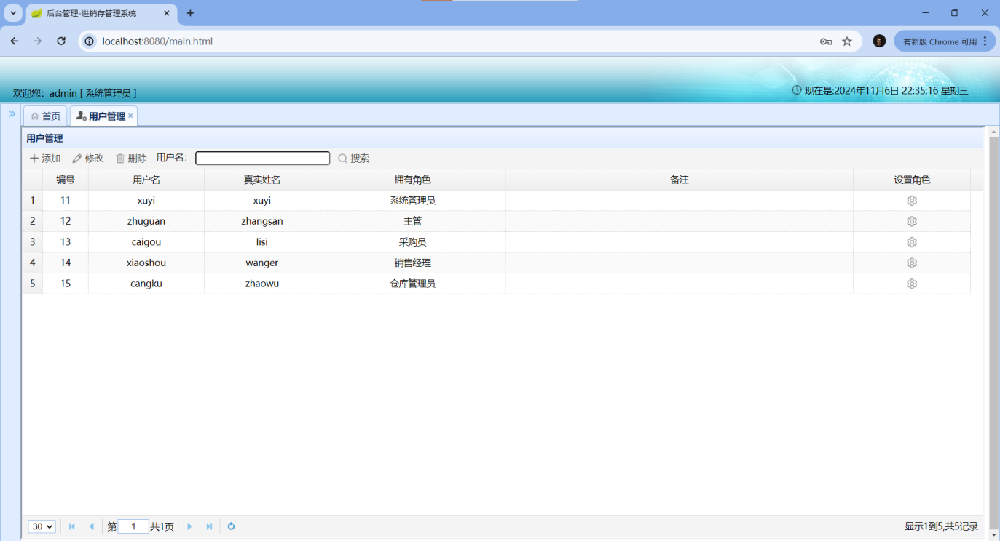 后台管理-进销存管理系统
localhost:8080/main.html
有新版 Chrome 可用
欢迎您：admin [ 系统管理员 ]
现在是:2024年11月6日 22:35:16 星期三
首页 用户管理
用户管理
添加 修改 删除 用户名： 搜索
编号 用户名 真实姓名 拥有角色 备注 设置角色
1 11 xuyi xuyi 系统管理员
2 12 zhuguan zhangsan 主管
3 13 caigou lisi 采购员
4 14 xiaoshou wanger 销售经理
5 15 cangku zhaowu 仓库管理员
30 第 1 共1页 显示1到5,共5记录